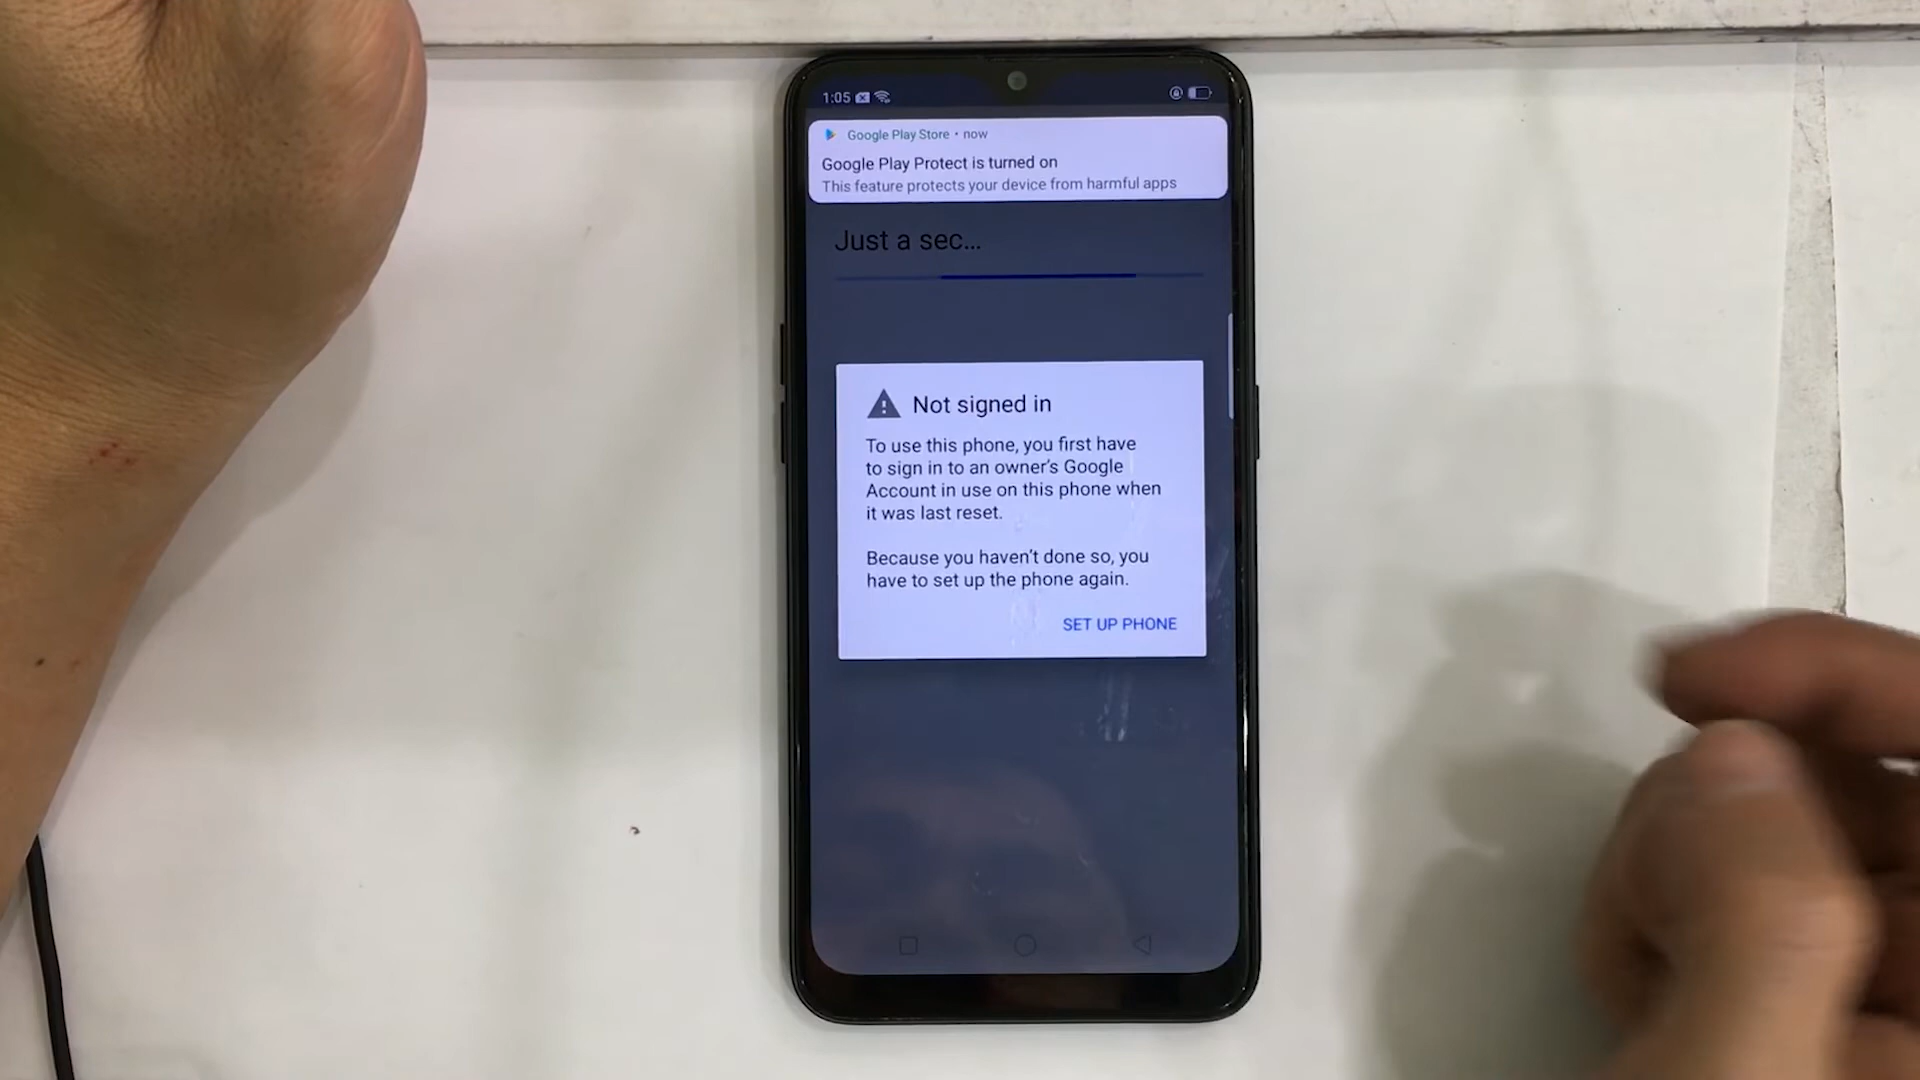 1:05
Google Play Store • now
Google Play Protect is turned on
This feature protects your device from harmful apps
Just a sec...
Not signed in
To use this phone, you first have
to sign in to an owner's Google
Account in use on this phone when
it was last reset.
Because you haven't done so, you
have to set up the phone again.
SET UP PHONE